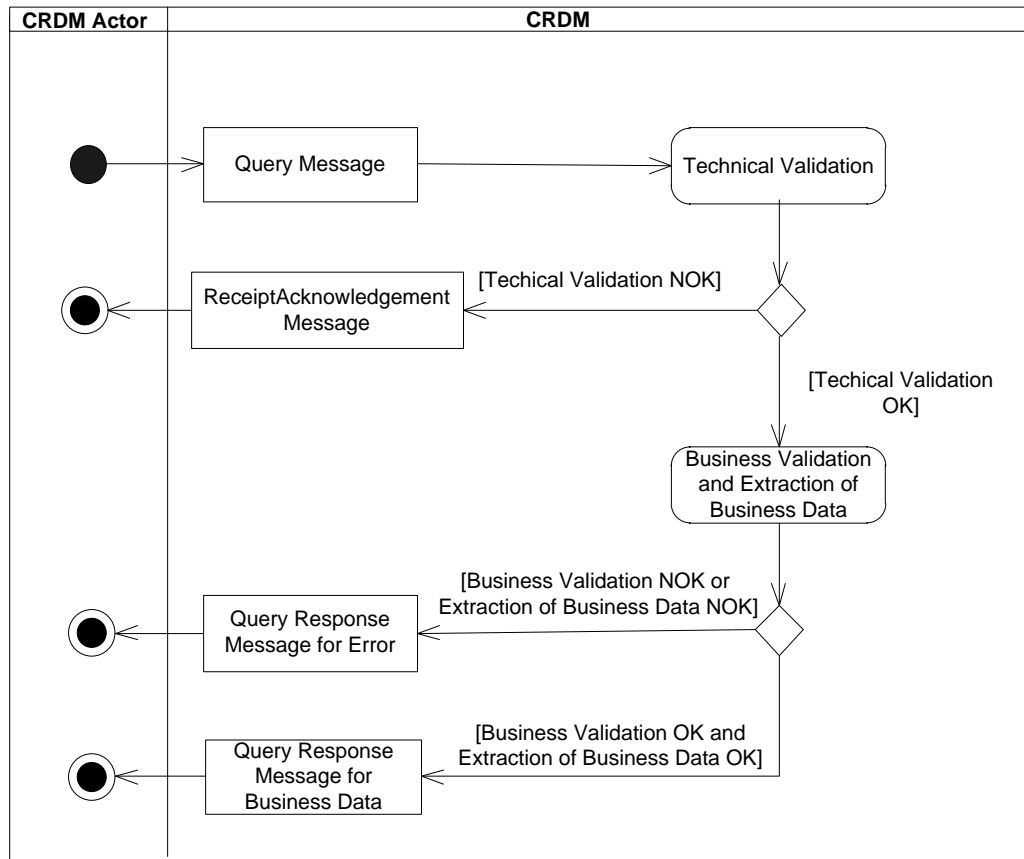 CRDM Actor
CRDM
Query Message
Technical Validation
[Techical Validation NOK]
ReceiptAcknowledgement
Message
[Techical Validation
OK]
Business Validation
and Extraction of
Business Data
[Business Validation NOK or
Extraction of Business Data NOK]
Query Response
Message for Error
[Business Validation OK and
Extraction of Business Data OK]
Query Response
Message for
Business Data